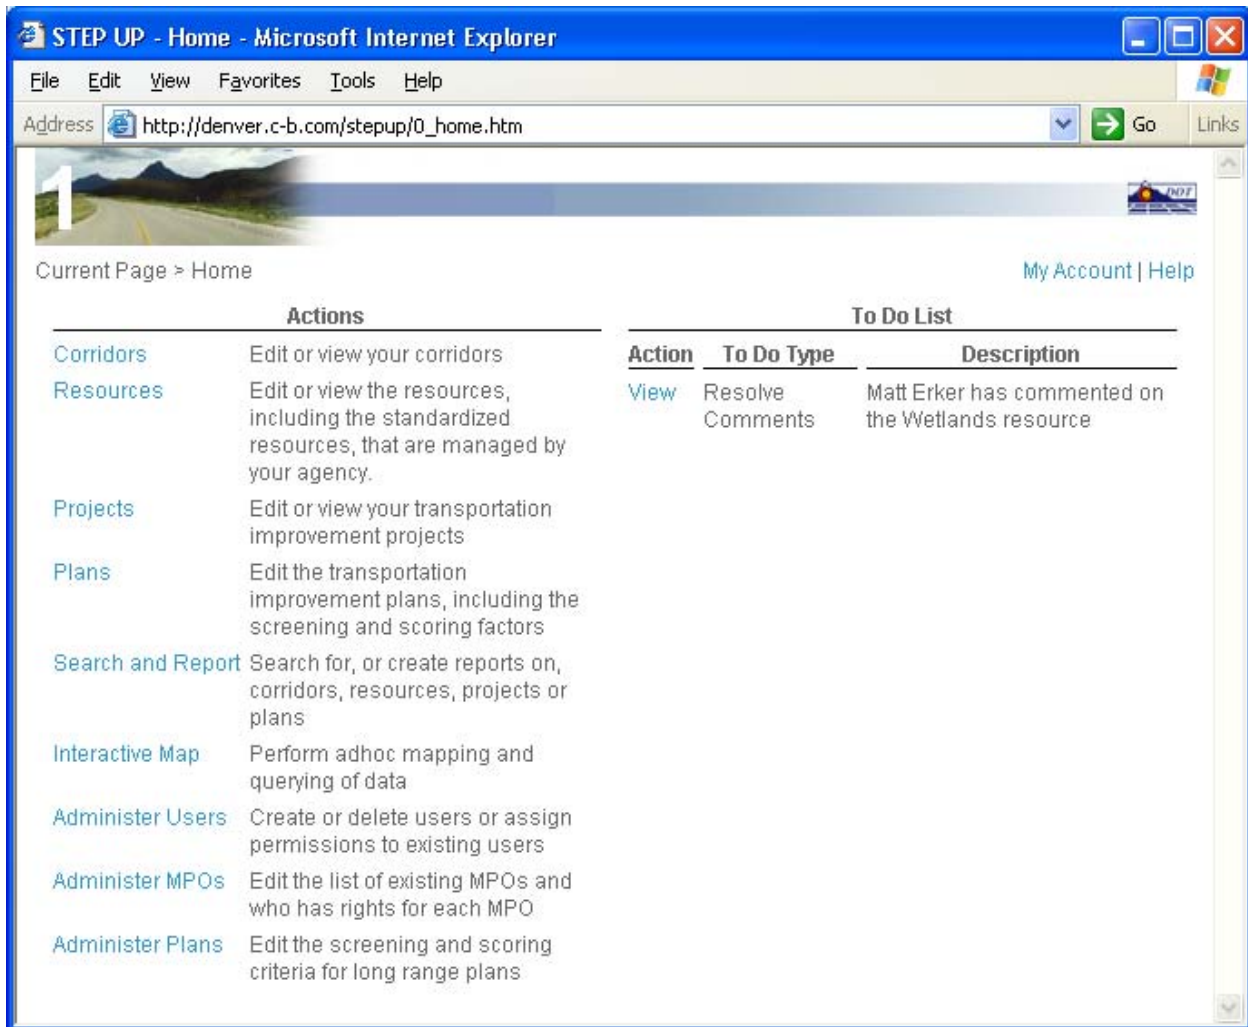 STEP UP - Home - Microsoft Internet Explorer
File Edit View Favorites Tools Help
Address http://denver.c-b.com/stepup/0_home.htm Go Links
1
DOT
Current Page > Home
My Account | Help
Actions
Corridors Edit or view your corridors
Resources Edit or view the resources,
including the standardized
resources, that are managed by
your agency.
Projects Edit or view your transportation
improvement projects
Plans Edit the transportation
improvement plans, including the
screening and scoring factors
Search and Report Search for, or create reports on,
corridors, resources, projects or
plans
Interactive Map Perform adhoc mapping and
querying of data
Administer Users Create or delete users or assign
permissions to existing users
Administer MPOs Edit the list of existing MPOs and
who has rights for each MPO
Administer Plans Edit the screening and scoring
criteria for long range plans
To Do List
Action To Do Type Description
View Resolve Matt Erker has commented on
Comments the Wetlands resource